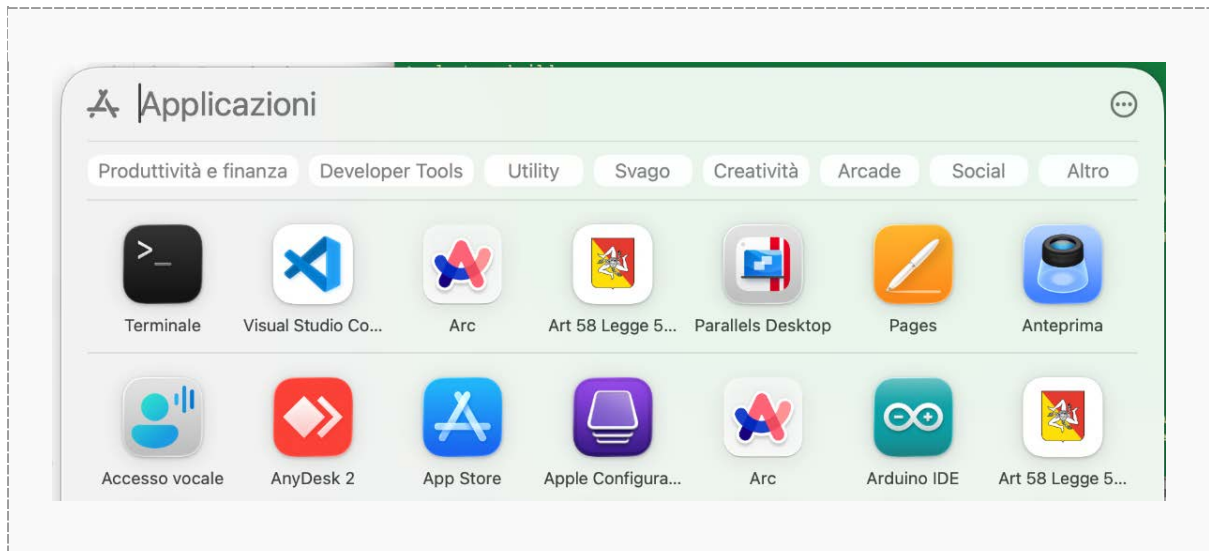 Applicazioni
Produttività e finanza Developer Tools Utility Svago Creatività Arcade Social Altro
>_
Terminale Visual Studio Co... Arc Art 58 Legge 5... Parallels Desktop Pages Anteprima
Accesso vocale AnyDesk 2 App Store Apple Configura... Arc Arduino IDE Art 58 Legge 5...